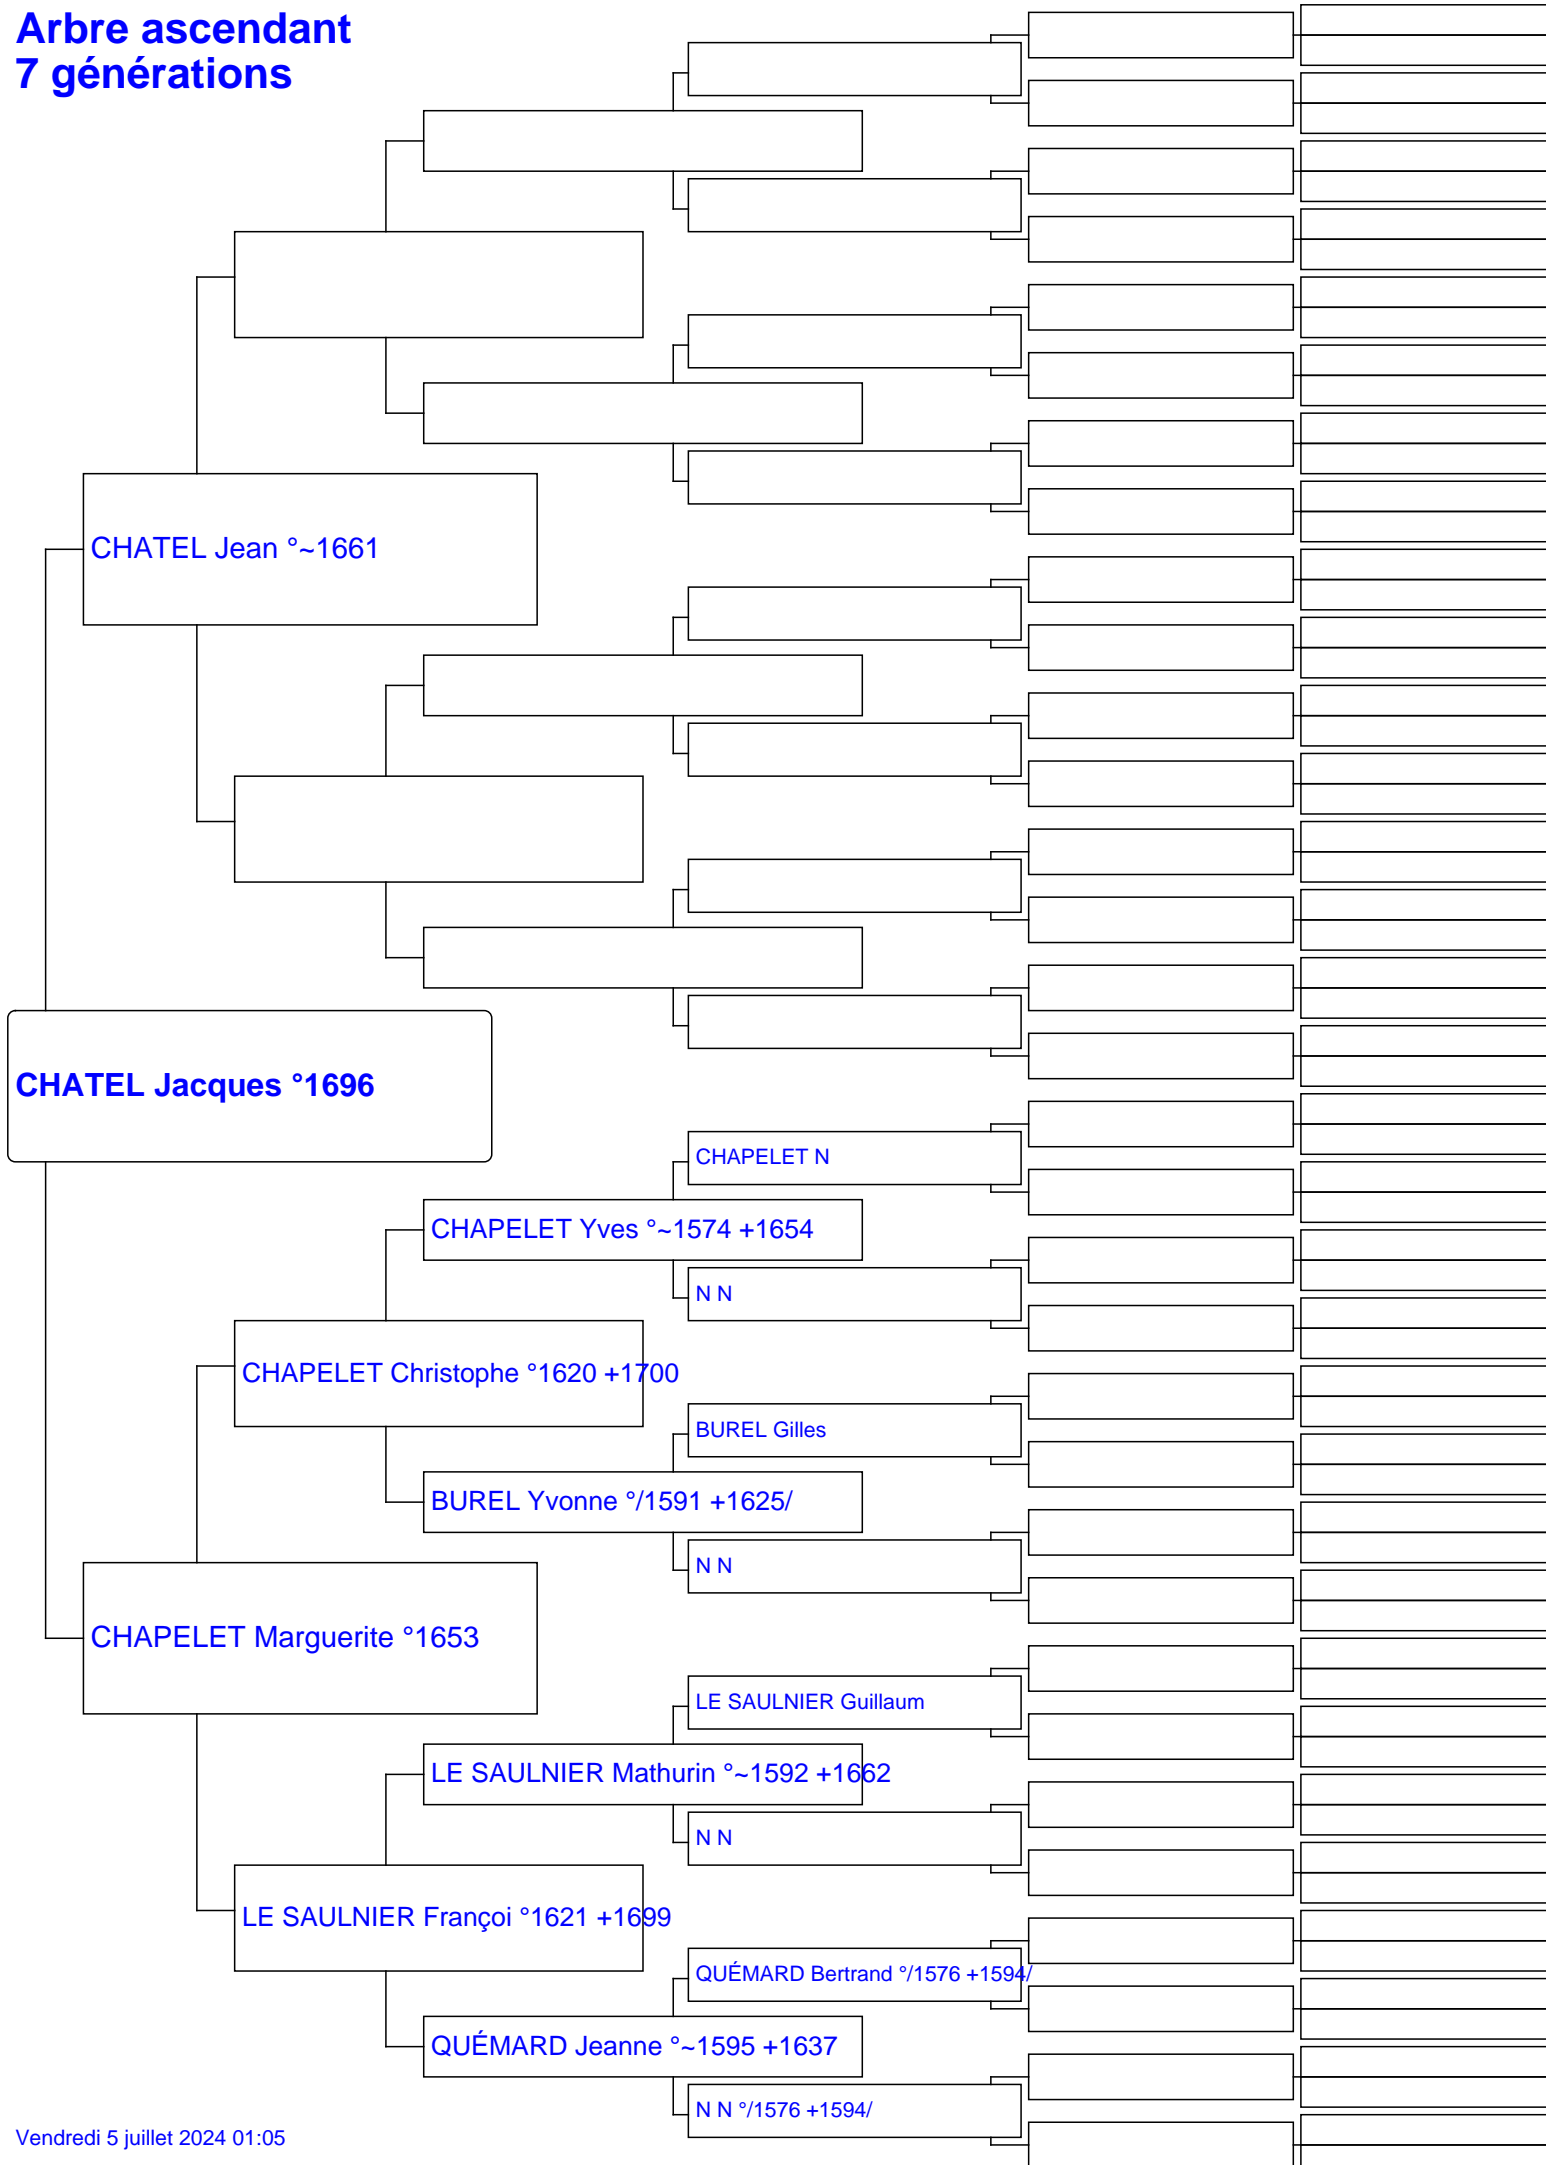 Arbre ascendant
7 générations
CHATEL Jean °~1661
CHATEL Jacques °1696
CHAPELET N
CHAPELET Yves °~1574 +1654
N N
CHAPELET Christophe °1620 +1700
BUREL Gilles
BUREL Yvonne °/1591 +1625/
N N
CHAPELET Marguerite °1653
LE SAULNIER Guillaum
LE SAULNIER Mathurin °~1592 +1662
N N
LE SAULNIER Françoi °1621 +1699
QUÉMARD Bertrand °/1576 +1594/
QUÉMARD Jeanne °~1595 +1637
N N °/1576 +1594/
Vendredi 5 juillet 2024 01:05